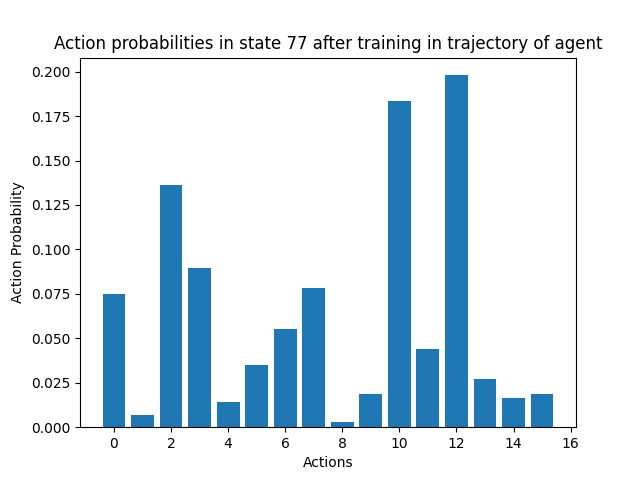 Action probabilities in state 77 after training in trajectory of agent
0.200
0.175
0.150
0.125
0.100
0.075
0.050
0.025
0.000
Action Probability
0 2 4 6 8 10 12 14 16
Actions